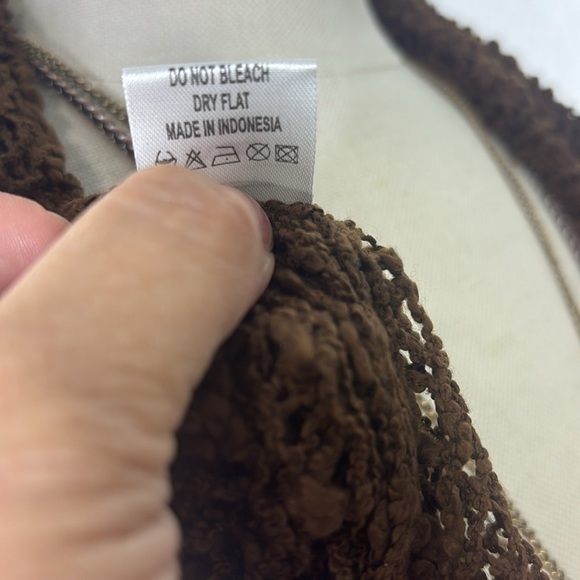 DO NOT BLEACH
DRY FLAT
MADE IN INDONESIA